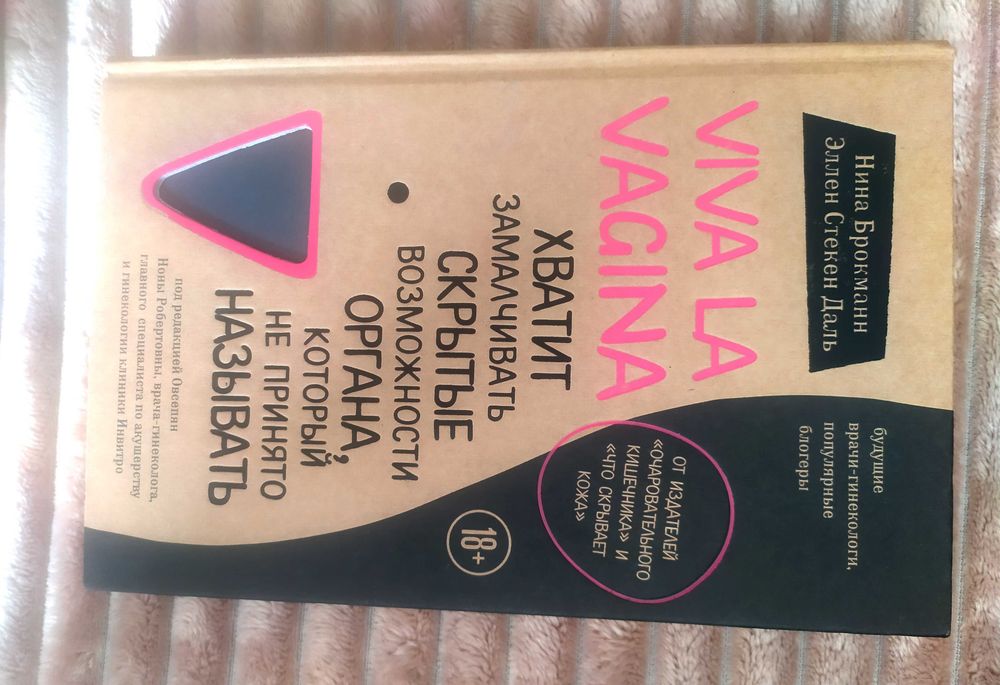 Нина Брокманн
Эллен Стекен Даль
будущие
врачи-гинекологи,
популярные
блогеры
VIVA LA
VAGINA
ОТ ИЗДАТЕЛЕЙ
«ОЧАРОВАТЕЛЬНОГО
КИШЕЧНИКА» И
«ЧТО СКРЫВАЕТ
КОЖА»
ХВАТИТ
ЗАМАЛЧИВАТЬ
СКРЫТЫЕ
ВОЗМОЖНОСТИ
ОРГАНА,
КОТОРЫЙ
НЕ ПРИНЯТО
НАЗЫВАТЬ
18+
под редакцией Овсепян
Ноны Робертовны, врача-гинеколога,
главного специалиста по акушерству
и гинекологии клиники Инвитро